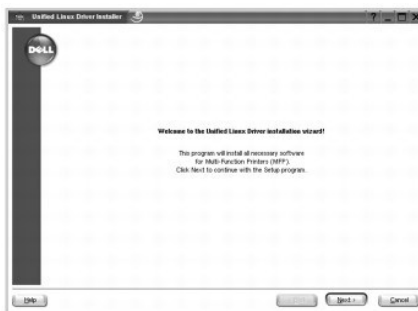 Unified Linux Driver Installer
DELL
Welcome to the Unified Linux Driver installation wizard!
This program will install all necessary software
for Multi-Function Printers (MFP).
Click Next to continue with the Setup program.
Help
Next >
Cancel